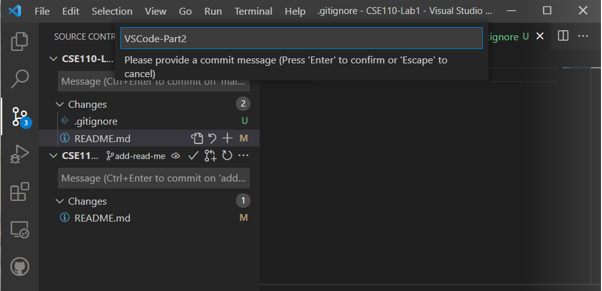 File Edit Selection View Go Run Terminal Help .gitignore - CSE110-Lab1 - Visual Studio ...
SOURCE CONTR
VSCode-Part2
itignore U
Please provide a commit message (Press 'Enter' to confirm or 'Escape' to
cancel)
CSE110-L...
Message (Ctrl+Enter to commit on 'mai...
Changes 2
.gitignore U
3
README.md M
CSE11... add-read-me
Message (Ctrl+Enter to commit on 'add...
Changes 1
README.md M